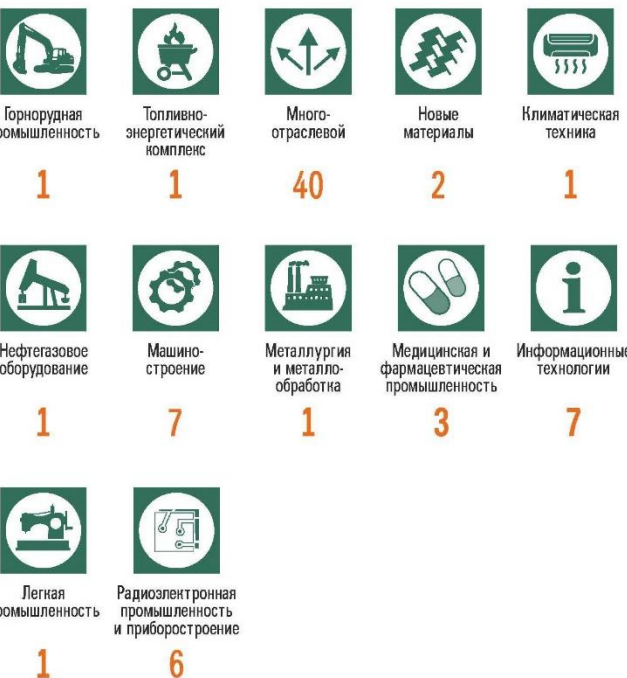 Горнорудная
ромышленность
1
Топливно-
энергетический
комплекс
1
Много-
отраслевой
40
Новые
материалы
2
Климатическая
техника
1
Нефтегазовое
оборудование
1
Машино-
строение
7
Металлургия
и металло-
обработка
1
Медицинская и
фармацевтическая
промышленность
3
Информационные
технологии
7
Легкая
ромышленность
1
Радиоэлектронная
промышленность
и приборостроение
6